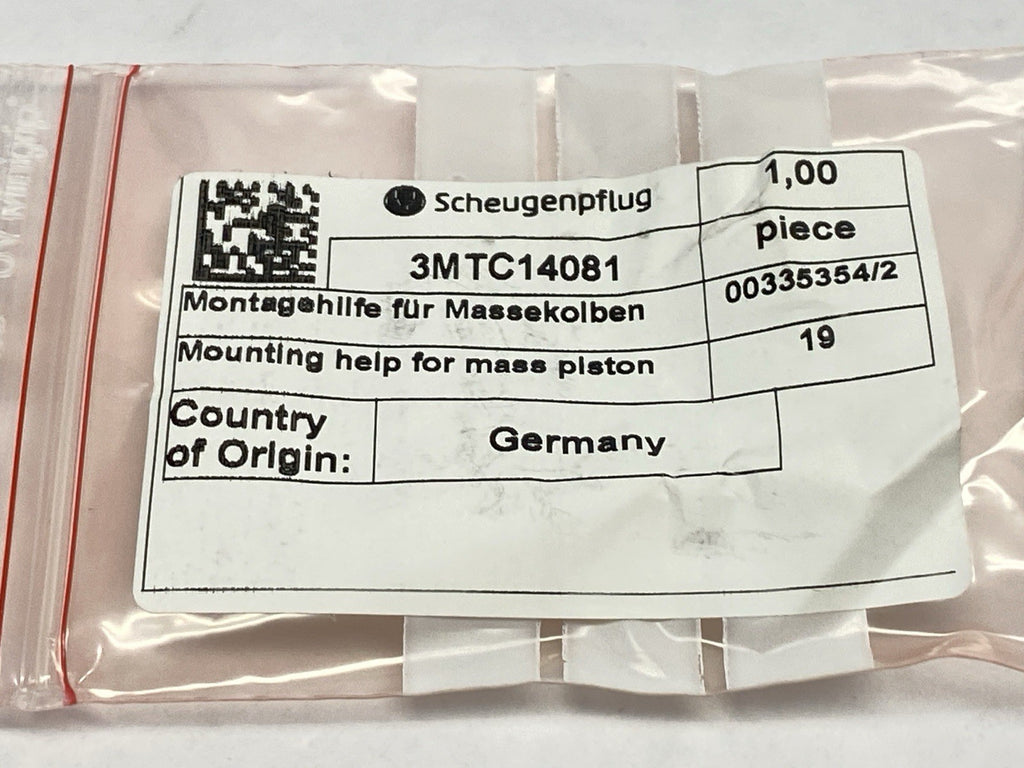 Scheugenpflug
1,00
piece
3MTC14081
00335354/2
Montagehilfe für Massekolben
19
Mounting help for mass piston
Country
of Origin:
Germany